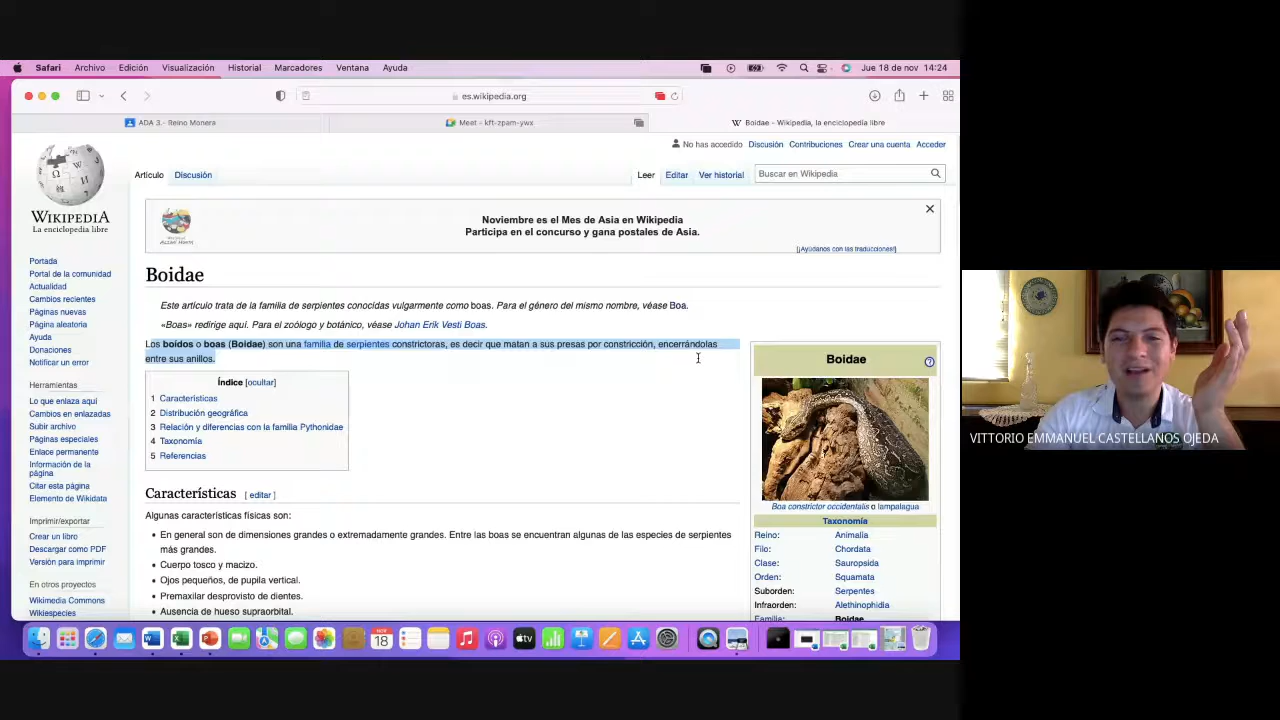 Safari Archivo Edición Visualización Historial Marcadores Ventana Ayuda
Jue 18 de nov 14:24
es.wikipedia.org
ADA 3.- Reino Monera
Meet – kft-zpam-ywx
Boidae - Wikipedia, la enciclopedia libre
No has accedido Discusión Contribuciones Crear una cuenta Acceder
Artículo Discusión
Leer Editar Ver historial
Buscar en Wikipedia
WIKIPEDIA
La enciclopedia libre
Portada
Portal de la comunidad
Actualidad
Cambios recientes
Páginas nuevas
Página aleatoria
Ayuda
Donaciones
Notificar un error
Herramientas
Lo que enlaza aquí
Cambios en enlazadas
Subir archivo
Páginas especiales
Enlace permanente
Información de la
página
Citar esta página
Elemento de Wikidata
Imprimir/exportar
Crear un libro
Descargar como PDF
Versión para imprimir
En otros proyectos
Wikimedia Commons
Wikiespecies
Noviembre es el Mes de Asia en Wikipedia
Participa en el concurso y gana postales de Asia.
[¡Ayúdanos con las traducciones!]
Boidae
Este artículo trata de la familia de serpientes conocidas vulgarmente como boas. Para el género del mismo nombre, véase Boa.
«Boas» redirige aquí. Para el zoólogo y botánico, véase Johan Erik Vesti Boas.
Los boidos o boas (Boidae) son una familia de serpientes constrictoras, es decir que matan a sus presas por constricción, encerrándolas
entre sus anillos.
Índice [ocultar]
1 Características
2 Distribución geográfica
3 Relación y diferencias con la familia Pythonidae
4 Taxonomía
5 Referencias
Características [ editar ]
Algunas características físicas son:
• En general son de dimensiones grandes o extremadamente grandes. Entre las boas se encuentran algunas de las especies de serpientes
más grandes.
• Cuerpo tosco y macizo.
• Ojos pequeños, de pupila vertical.
• Premaxilar desprovisto de dientes.
• Ausencia de hueso supraorbital.
Boidae
Boa constrictor occidentalis o lampalagua
Taxonomía
Reino: Animalia
Filo: Chordata
Clase: Sauropsida
Orden: Squamata
Suborden: Serpentes
Infraorden: Alethinophidia
Familia: Boidae
18
tv
VITTORIO EMMANUEL CASTELLANOS OJEDA